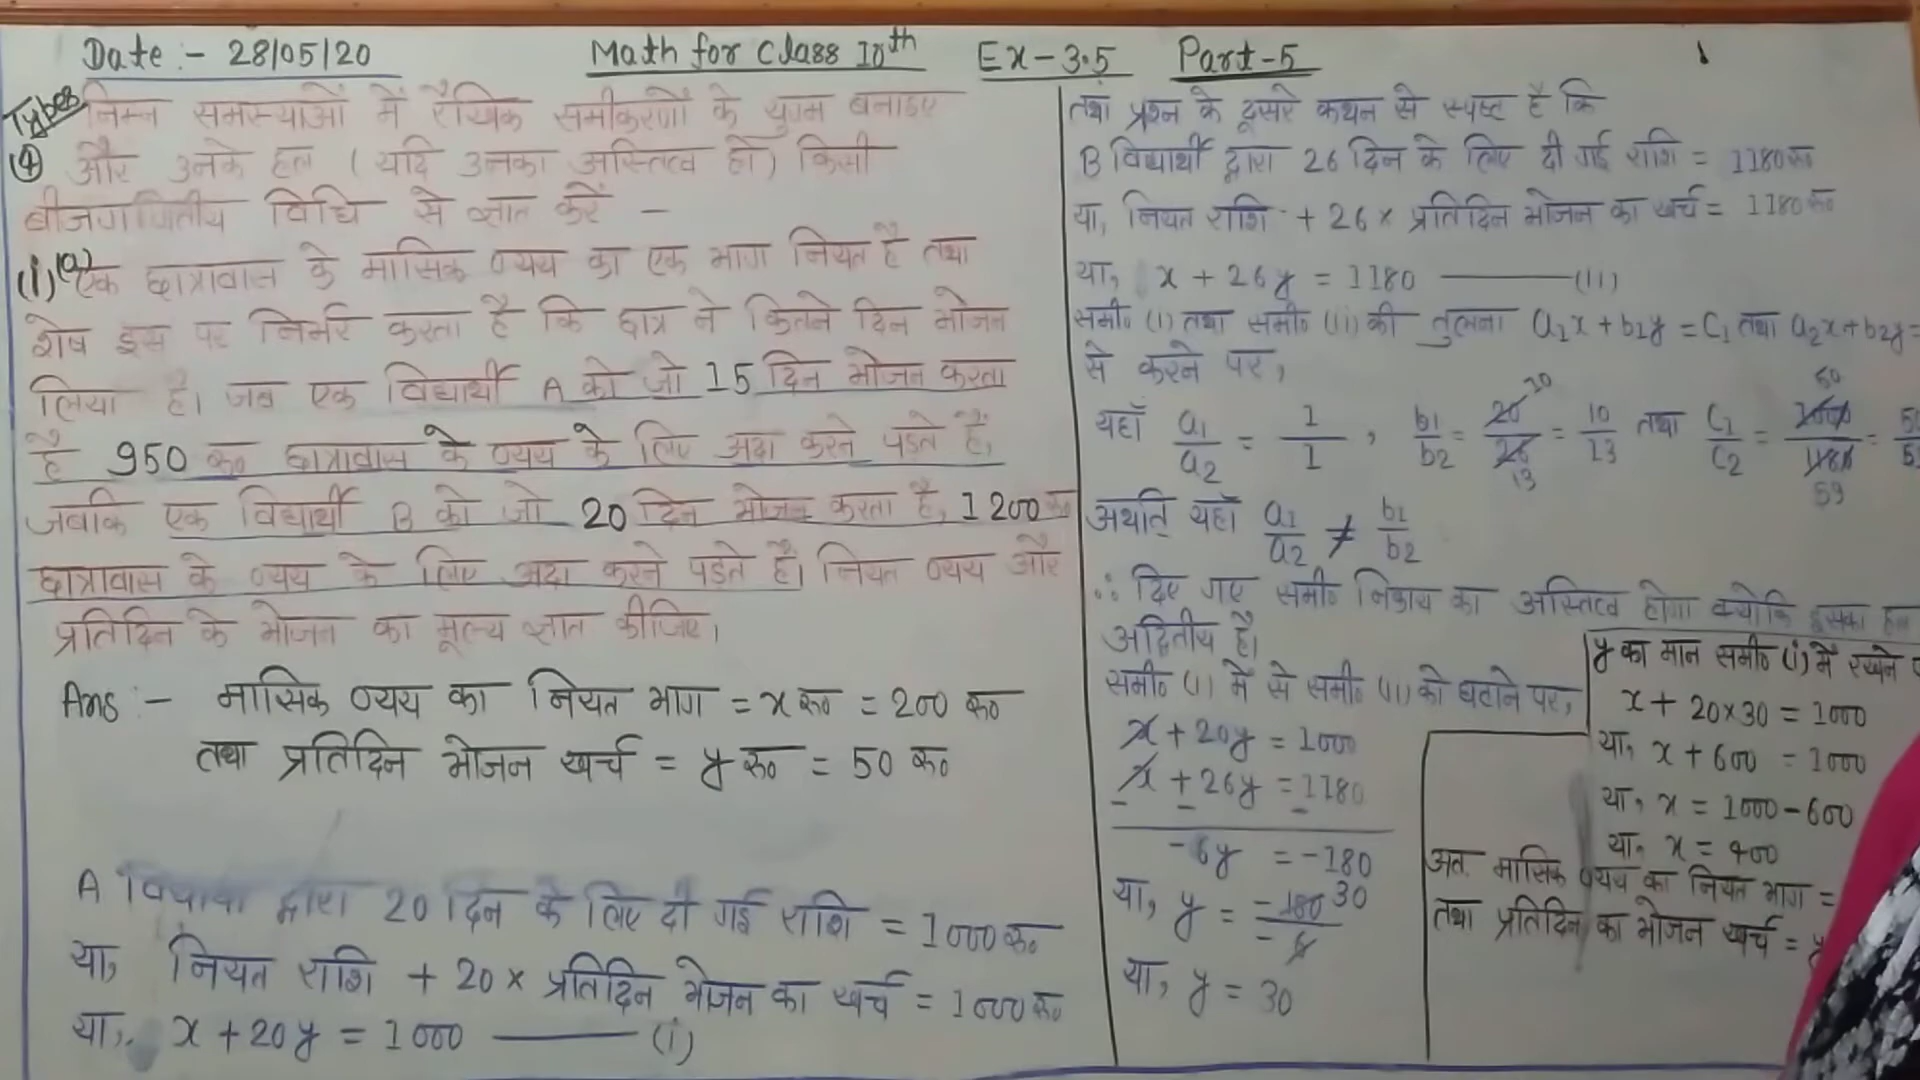 Date :- 28/05/20 Math for Class 10th Ex-3.5 Part-5 1
Types निम्न समस्याओं में रैखिक समीकरणों के युग्म बनाइए
④ और उनके हल (यदि उनका अस्तित्व हो) किसी
बीजगणितीय विधि से ज्ञात करें -
(i)(a) एक छात्रावास के मासिक व्यय का एक भाग नियत है तथा
शेष इस पर निर्भर करता है कि छात्र ने कितने दिन भोजन
लिया है। जब एक विद्यार्थी A को जो 15 दिन भोजन करता
है 950 रू० छात्रावास के व्यय के लिए अदा करने पड़ते हैं,
जबकि एक विद्यार्थी B को जो 20 दिन भोजन करता है, 1200 रू०
छात्रावास के व्यय के लिए अदा करने पड़ते हैं। नियत व्यय और
प्रतिदिन के भोजन का मूल्य ज्ञात कीजिए।
Ans :- मासिक व्यय का नियत भाग = x रू० = 200 रू०
तथा प्रतिदिन भोजन खर्च = y रू० = 50 रू०
A द्वारा 20 दिन के लिए दी गई राशि = 1000 रू०
या, नियत राशि + 20 × प्रतिदिन भोजन का खर्च = 1000 रू०
या, x + 20y = 1000 ——— (i)
तथा प्रश्न के दूसरे कथन से स्पष्ट है कि
B विद्यार्थी द्वारा 26 दिन के लिए दी गई राशि = 1180 रू०
या, नियत राशि + 26 × प्रतिदिन भोजन का खर्च = 1180 रू०
या, x + 26y = 1180 ——— (ii)
समी० (i) तथा समी० (ii) की तुलना a1x + b1y = c1 तथा a2x + b2y =
से करने पर,
यहाँ a1/a2 = 1/1 , b1/b2 = 20/26 = 10/13 तथा c1/c2 = 1000/1180 =
अर्थात् यहाँ a1/a2 ≠ b1/b2
∴ दिए गए समी० निकाय का अस्तित्व होगा क्योंकि इसका हल
अद्वितीय है।
समी० (i) में से समी० (ii) को घटाने पर,
x + 20y = 1000
x + 26y = 1180
- - -
-6y = -180
या, y = -180/-6 30
या, y = 30
y का मान समी० (i) में रखने
x + 20×30 = 1000
या, x + 600 = 1000
या, x = 1000 - 600
या, x = 400
अत: मासिक व्यय का नियत भाग =
तथा प्रतिदिन का भोजन खर्च = y